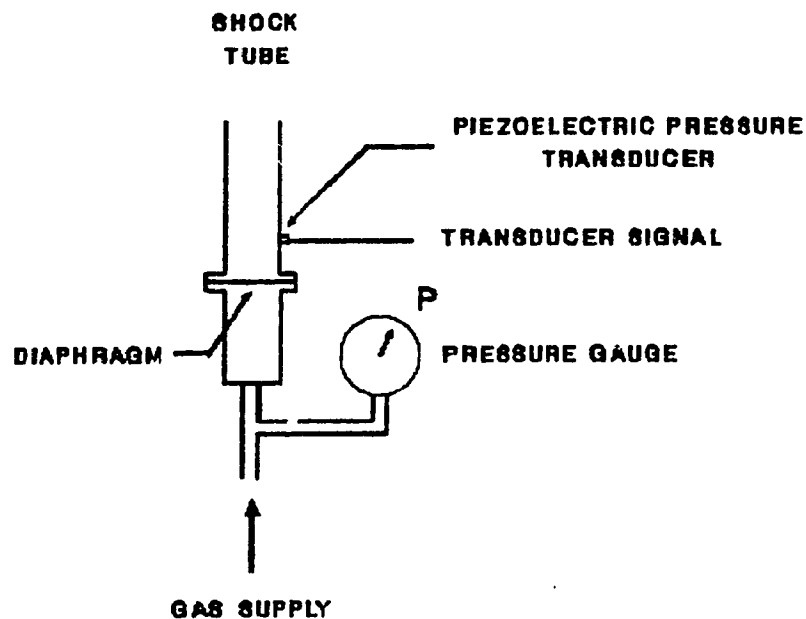 SHOCK
TUBE
PIEZOELECTRIC PRESSURE
TRANSDUCER
TRANSDUCER SIGNAL
P
DIAPHRAGM
PRESSURE GAUGE
GAS SUPPLY